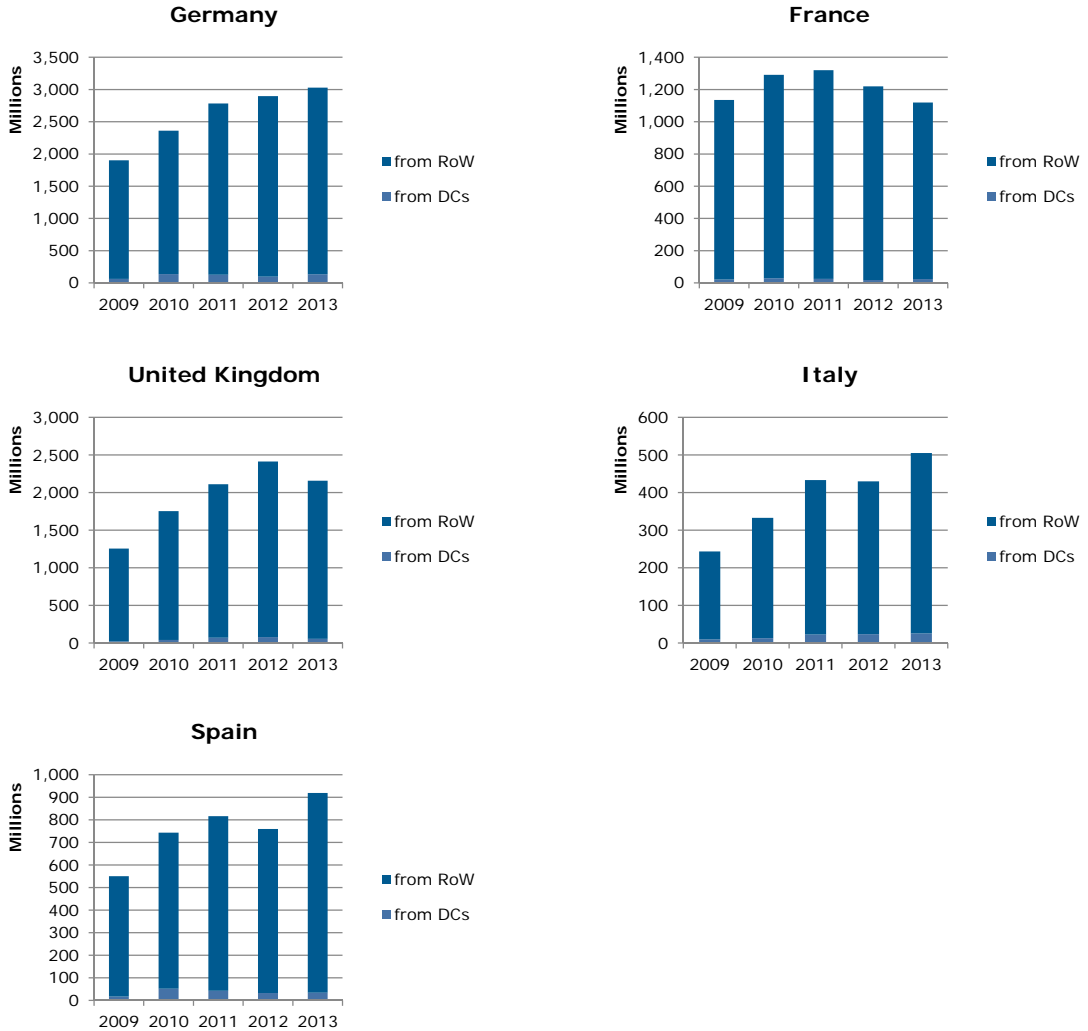 Germany
Millions
3,500
3,000
2,500
2,000
1,500
1,000
500
0
2009 2010 2011 2012 2013
from RoW
from DCs
France
Millions
1,400
1,200
1,000
800
600
400
200
0
2009 2010 2011 2012 2013
from RoW
from DCs
United Kingdom
Millions
3,000
2,500
2,000
1,500
1,000
500
0
2009 2010 2011 2012 2013
from RoW
from DCs
Italy
Millions
600
500
400
300
200
100
0
2009 2010 2011 2012 2013
from RoW
from DCs
Spain
Millions
1,000
900
800
700
600
500
400
300
200
100
0
2009 2010 2011 2012 2013
from RoW
from DCs